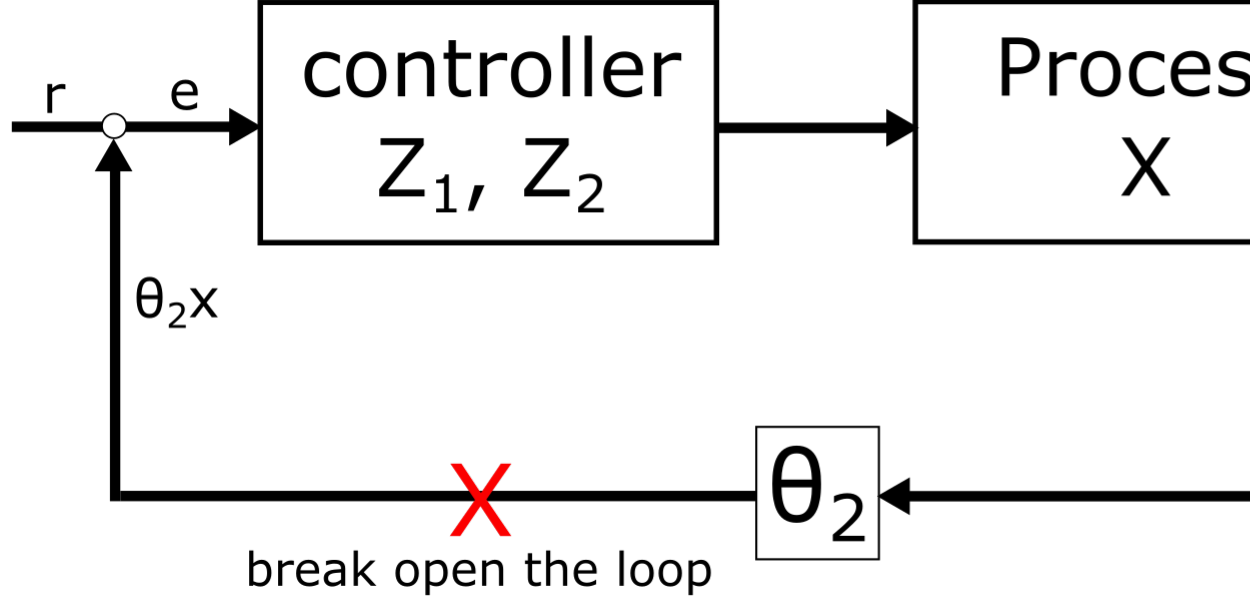 r
e
controller
Z₁, Z₂
Proces
X
θ₂x
X
θ₂
break open the loop